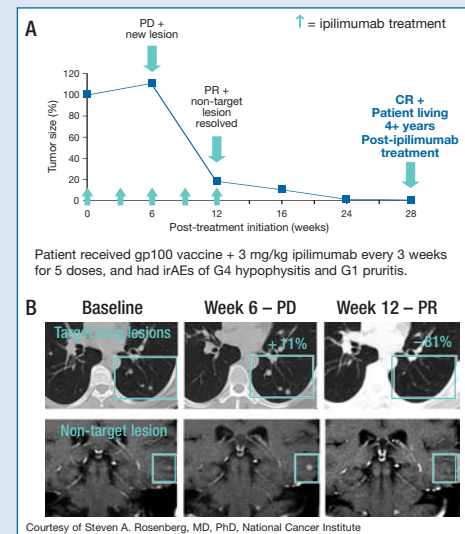 A
↑ = ipilimumab treatment
PD +
new lesion
PR +
non-target
lesion
resolved
CR +
Patient living
4+ years
Post-ipilimumab
treatment
Tumor size (%)
120
100
80
60
40
20
0
0 6 12 16 24 28
Post-treatment initiation (weeks)
Patient received gp100 vaccine + 3 mg/kg ipilimumab every 3 weeks
for 5 doses, and had irAEs of G4 hypophysitis and G1 pruritis.
B
Baseline Week 6 – PD Week 12 – PR
Target lung lesions
+ 11%
– 81%
Non-target lesion
Courtesy of Steven A. Rosenberg, MD, PhD, National Cancer Institute